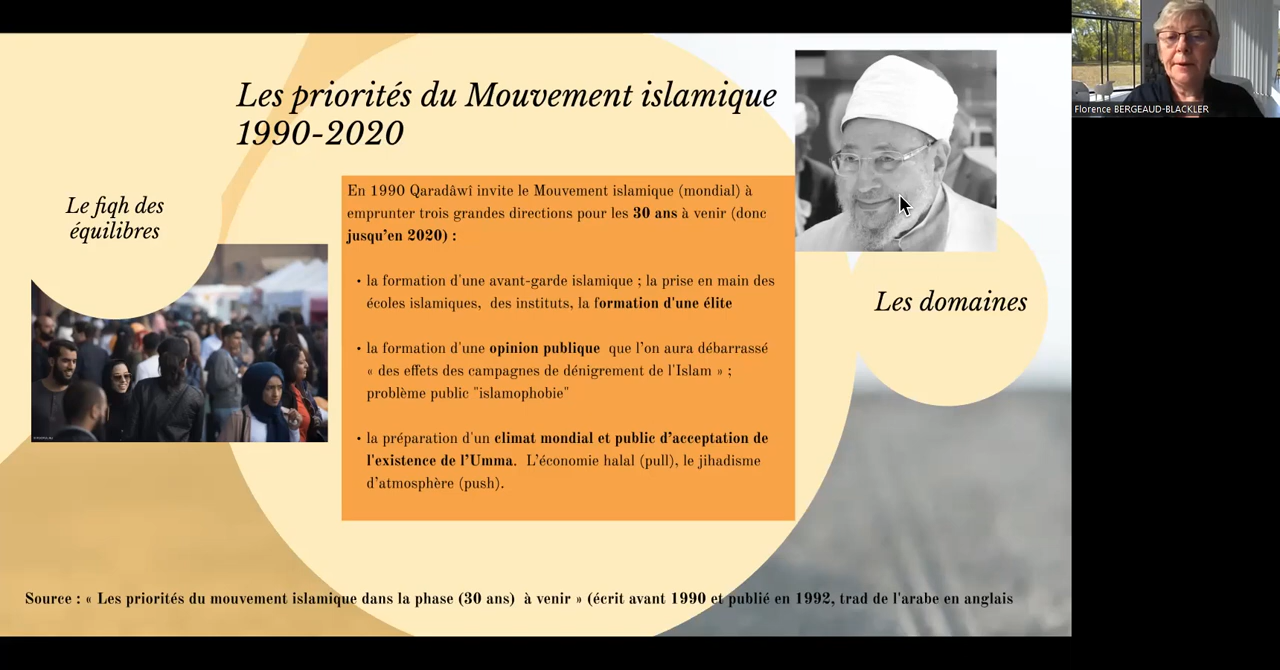 Les priorités du Mouvement islamique
1990-2020
Florence BERGEAUD-BLACKLER
Le fiqh des
équilibres
En 1990 Qaradâwî invite le Mouvement islamique (mondial) à
emprunter trois grandes directions pour les 30 ans à venir (donc
jusqu'en 2020) :
• la formation d'une avant-garde islamique ; la prise en main des
écoles islamiques, des instituts, la formation d'une élite
• la formation d'une opinion publique que l'on aura débarrassé
« des effets des campagnes de dénigrement de l'Islam » ;
problème public "islamophobie"
• la préparation d'un climat mondial et public d'acceptation de
l'existence de l'Umma. L'économie halal (pull), le jihadisme
d'atmosphère (push).
Les domaines
Source : « Les priorités du mouvement islamique dans la phase (30 ans) à venir » (écrit avant 1990 et publié en 1992, trad de l'arabe en anglais